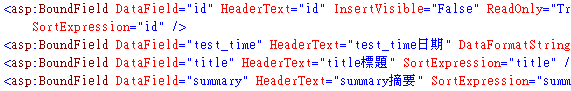 <asp:BoundField DataField="id" HeaderText="id" InsertVisible="False" ReadOnly="Tr
SortExpression="id" />
<asp:BoundField DataField="test_time" HeaderText="test_time日期" DataFormatString
<asp:BoundField DataField="title" HeaderText="title標題" SortExpression="title" /
<asp:BoundField DataField="summary" HeaderText="summary摘要" SortExpression="summ